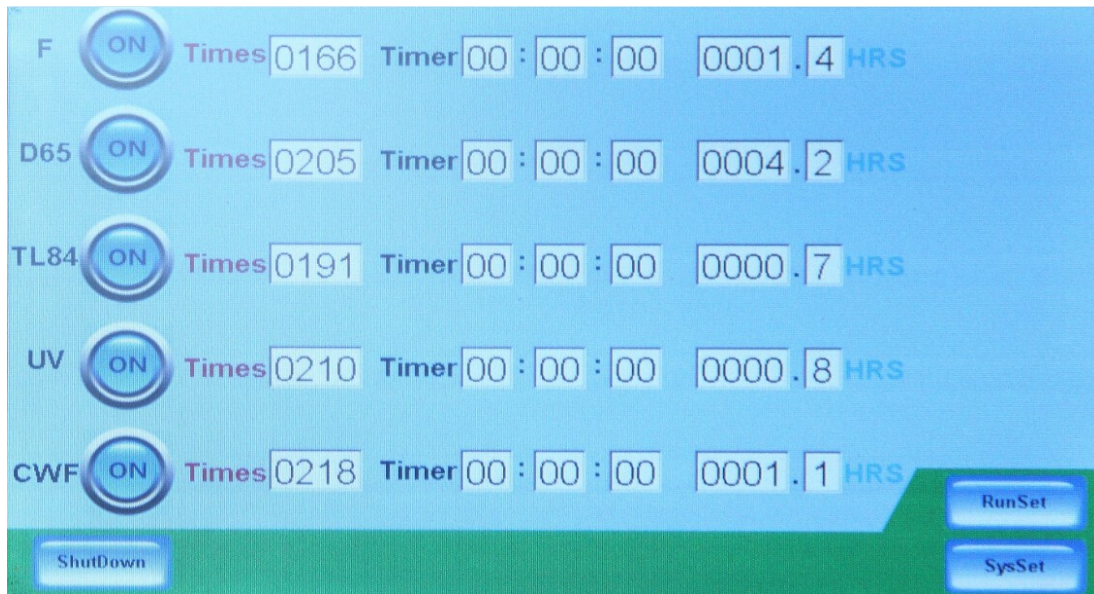 F ON Times 0166 Timer 00 : 00 : 00 0001 . 4 HRS
D65 ON Times 0205 Timer 00 : 00 : 00 0004 . 2 HRS
TL84 ON Times 0191 Timer 00 : 00 : 00 0000 . 7 HRS
UV ON Times 0210 Timer 00 : 00 : 00 0000 . 8 HRS
CWF ON Times 0218 Timer 00 : 00 : 00 0001 . 1 HRS
RunSet
ShutDown
SysSet